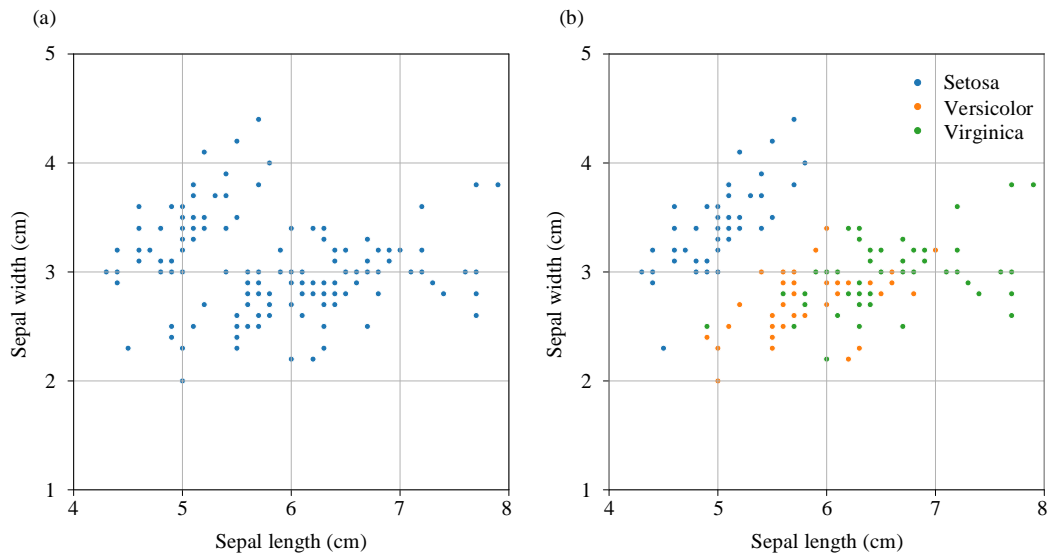 (a)
5
4
3
2
1
4
5
6
7
8
Sepal width (cm)
Sepal length (cm)
(b)
5
4
3
2
1
4
5
6
7
8
Sepal width (cm)
Sepal length (cm)
Setosa
Versicolor
Virginica